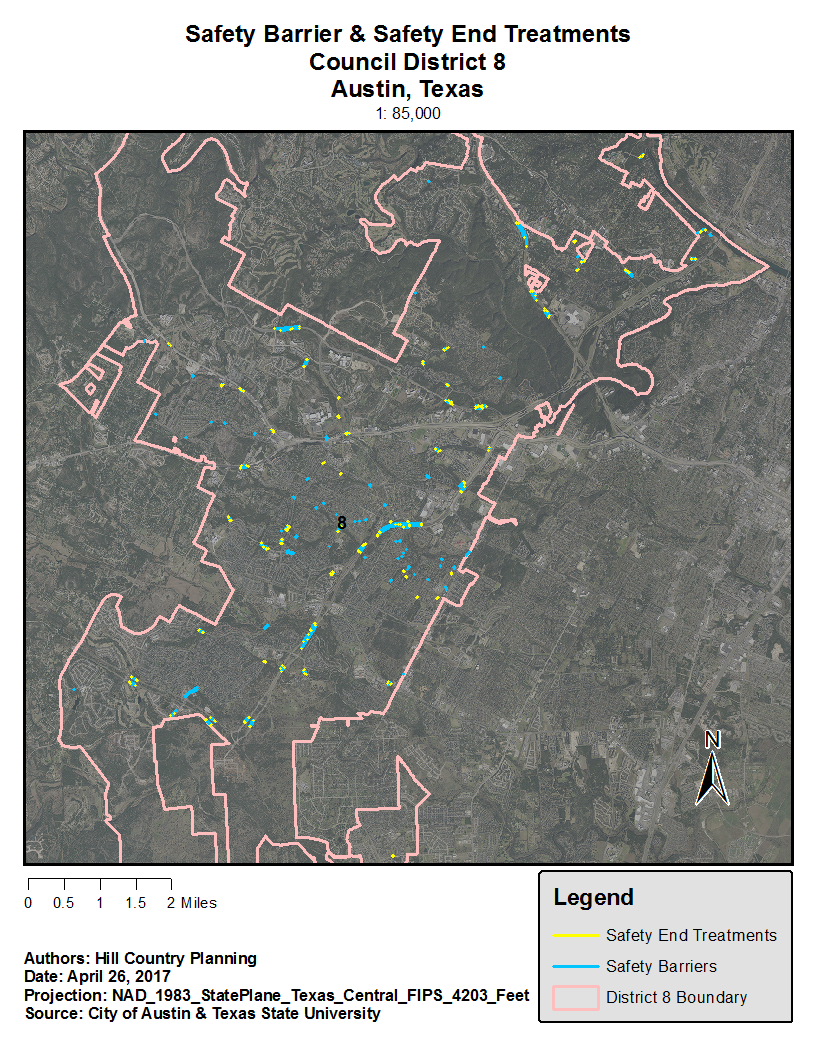 Safety Barrier & Safety End Treatments
Council District 8
Austin, Texas
1: 85,000
8
N
0 0.5 1 1.5 2 Miles
Legend
Safety End Treatments
Safety Barriers
District 8 Boundary
Authors: Hill Country Planning
Date: April 26, 2017
Projection: NAD_1983_StatePlane_Texas_Central_FIPS_4203_Feet
Source: City of Austin & Texas State University